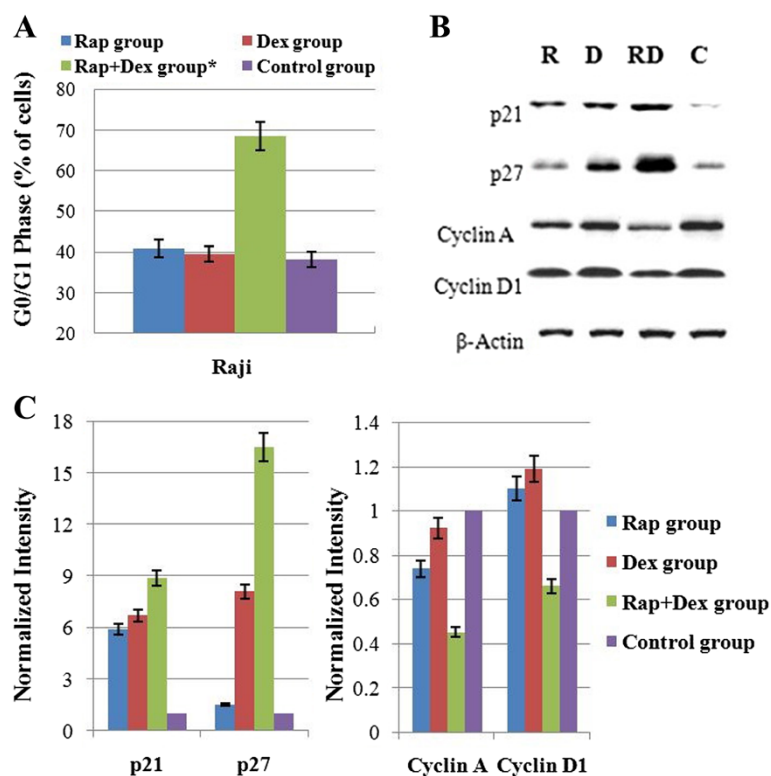 A
Rap group
Dex group
Rap+Dex group*
Control group
G0/G1 Phase (% of cells)
80
70
60
50
40
30
20
Raji
B
R D RD C
p21
p27
Cyclin A
Cyclin D1
β-Actin
C
Normalized Intensity
18
15
12
9
6
3
0
p21 p27
Normalized Intensity
1.4
1.2
1
0.8
0.6
0.4
0.2
0
Cyclin A Cyclin D1
Rap group
Dex group
Rap+Dex group
Control group